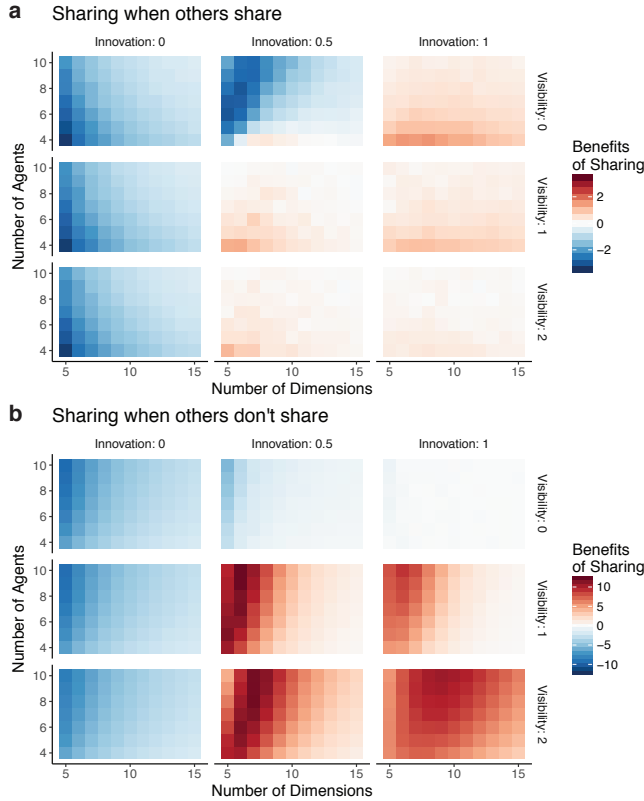 a Sharing when others share
Innovation: 0 Innovation: 0.5 Innovation: 1
10
8
6
4
Visibility: 0
10
8
6
4
Visibility: 1
10
8
6
4
Visibility: 2
Number of Agents
5 10 15 5 10 15 5 10 15
Number of Dimensions
Benefits
of Sharing
2
0
−2
b Sharing when others don't share
Innovation: 0 Innovation: 0.5 Innovation: 1
10
8
6
4
Visibility: 0
10
8
6
4
Visibility: 1
10
8
6
4
Visibility: 2
Number of Agents
5 10 15 5 10 15 5 10 15
Number of Dimensions
Benefits
of Sharing
10
5
0
−5
−10